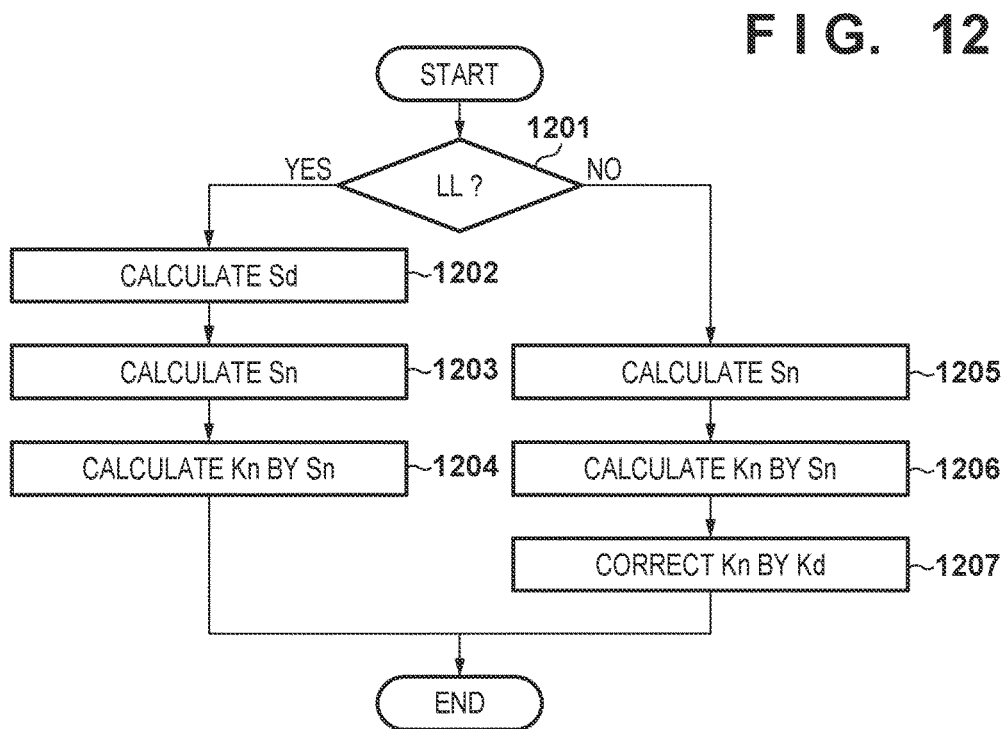 FIG. 12
START
1201
YES
LL ?
NO
CALCULATE Sd
1202
CALCULATE Sn
1203
CALCULATE Sn
1205
CALCULATE Kn BY Sn
1204
CALCULATE Kn BY Sn
1206
CORRECT Kn BY Kd
1207
END